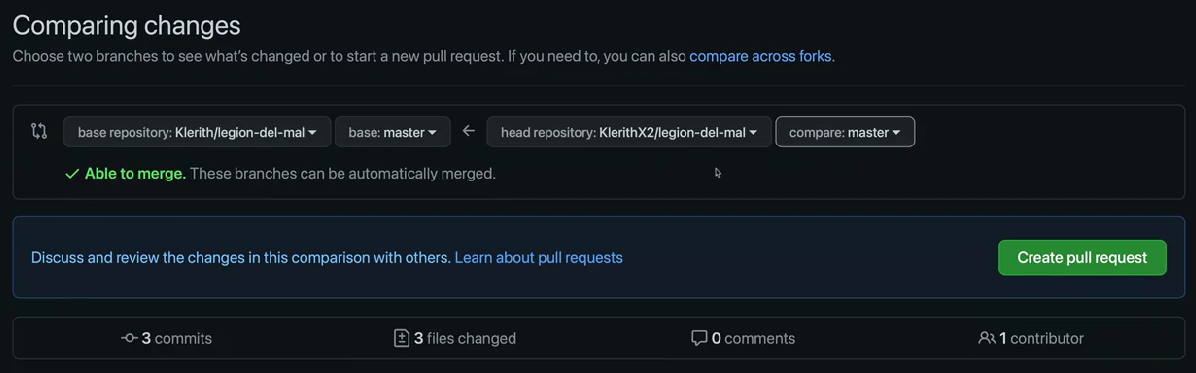 Comparing changes
Choose two branches to see what's changed or to start a new pull request. If you need to, you can also compare across forks.
base repository: Klerith/legion-del-mal base: master head repository: KlerithX2/legion-del-mal compare: master
Able to merge. These branches can be automatically merged.
Discuss and review the changes in this comparison with others. Learn about pull requests Create pull request
3 commits 3 files changed 0 comments 1 contributor